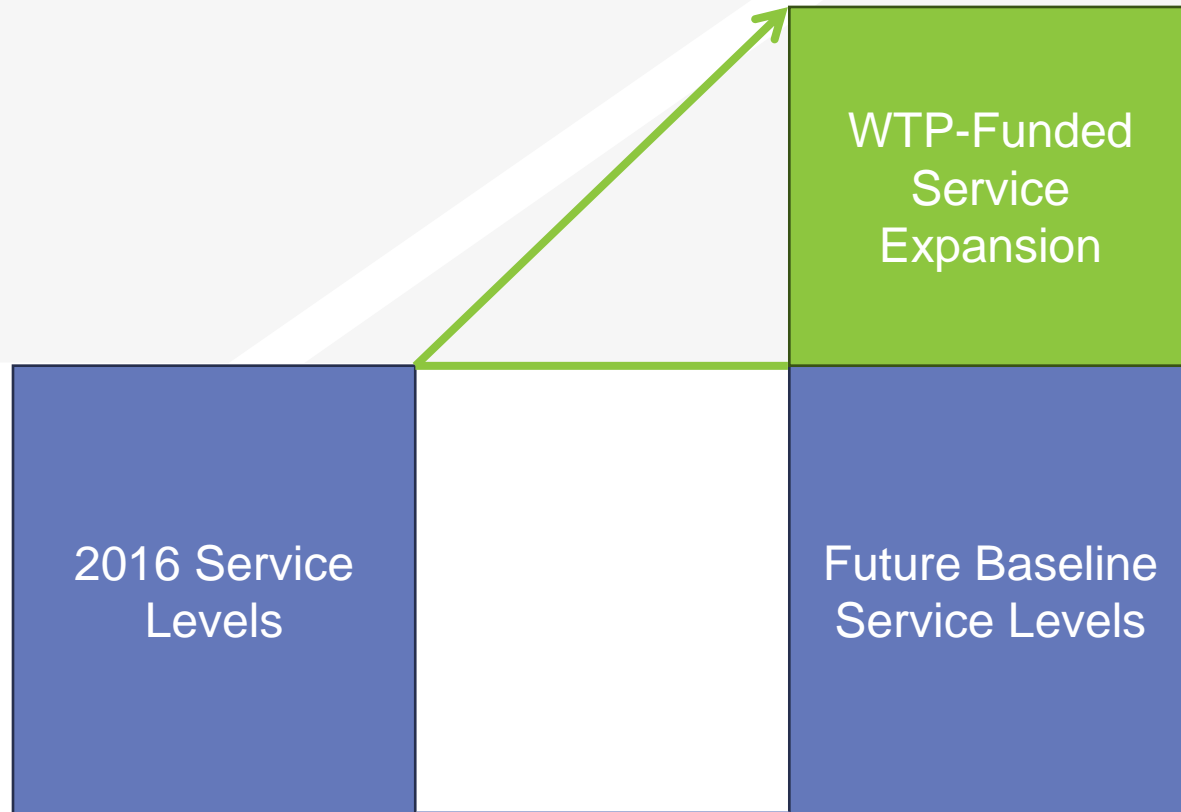 WTP-Funded
Service
Expansion
2016 Service
Levels
Future Baseline
Service Levels